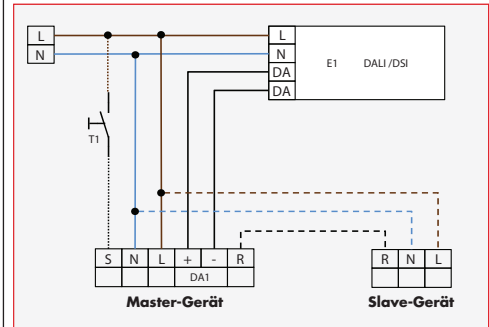 L
N
L
N
DA
DA
E1 DALI /DSI
T1
S N L + - R
DA1
R N L
Master-Gerät
Slave-Gerät